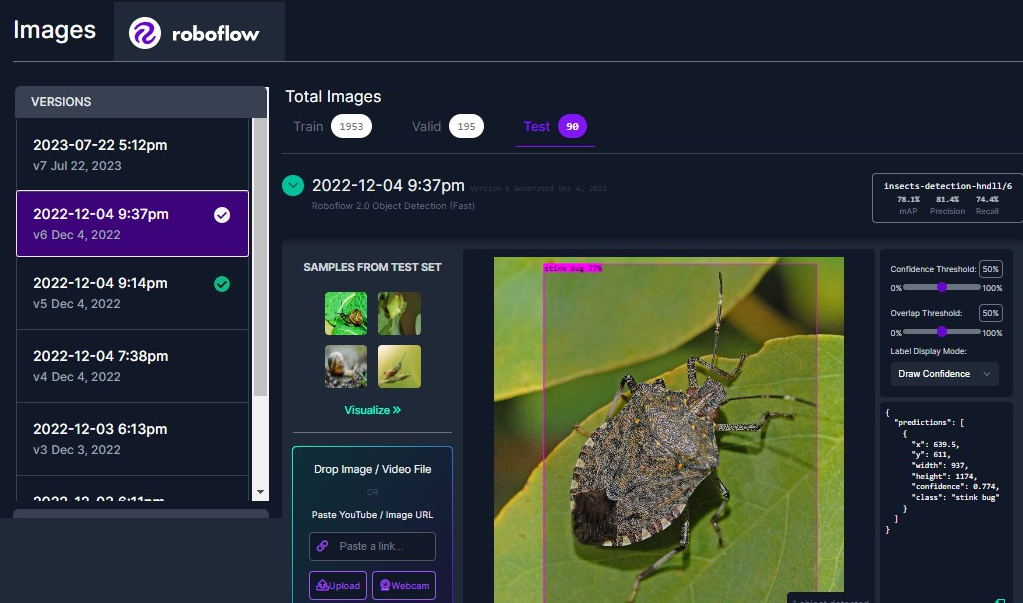 Images
roboflow
VERSIONS
2023-07-22 5:12pm
v7 Jul 22, 2023
2022-12-04 9:37pm
v6 Dec 4, 2022
2022-12-04 9:14pm
v5 Dec 4, 2022
2022-12-04 7:38pm
v4 Dec 4, 2022
2022-12-03 6:13pm
v3 Dec 3, 2022
2022-12-03 6:11pm
Total Images
Train 1953 Valid 195 Test 90
2022-12-04 9:37pm Version 6 Generated Dec 4, 2022
Roboflow 2.0 Object Detection (Fast)
insects-detection-hndll/6
78.1% 81.4% 74.4%
mAP Precision Recall
SAMPLES FROM TEST SET
Visualize »
Drop Image / Video File
OR
Paste YouTube / Image URL
Paste a link...
Upload Webcam
stink bug 77%
1 object detected
Confidence Threshold: 50%
0% 100%
Overlap Threshold: 50%
0% 100%
Label Display Mode:
Draw Confidence
{
"predictions": [
{
"x": 639.5,
"y": 611,
"width": 937,
"height": 1174,
"confidence": 0.774,
"class": "stink bug"
}
]
}